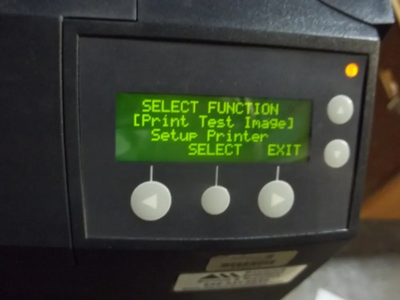 SELECT FUNCTION
[Print Test Image]
Setup Printer
SELECT EXIT